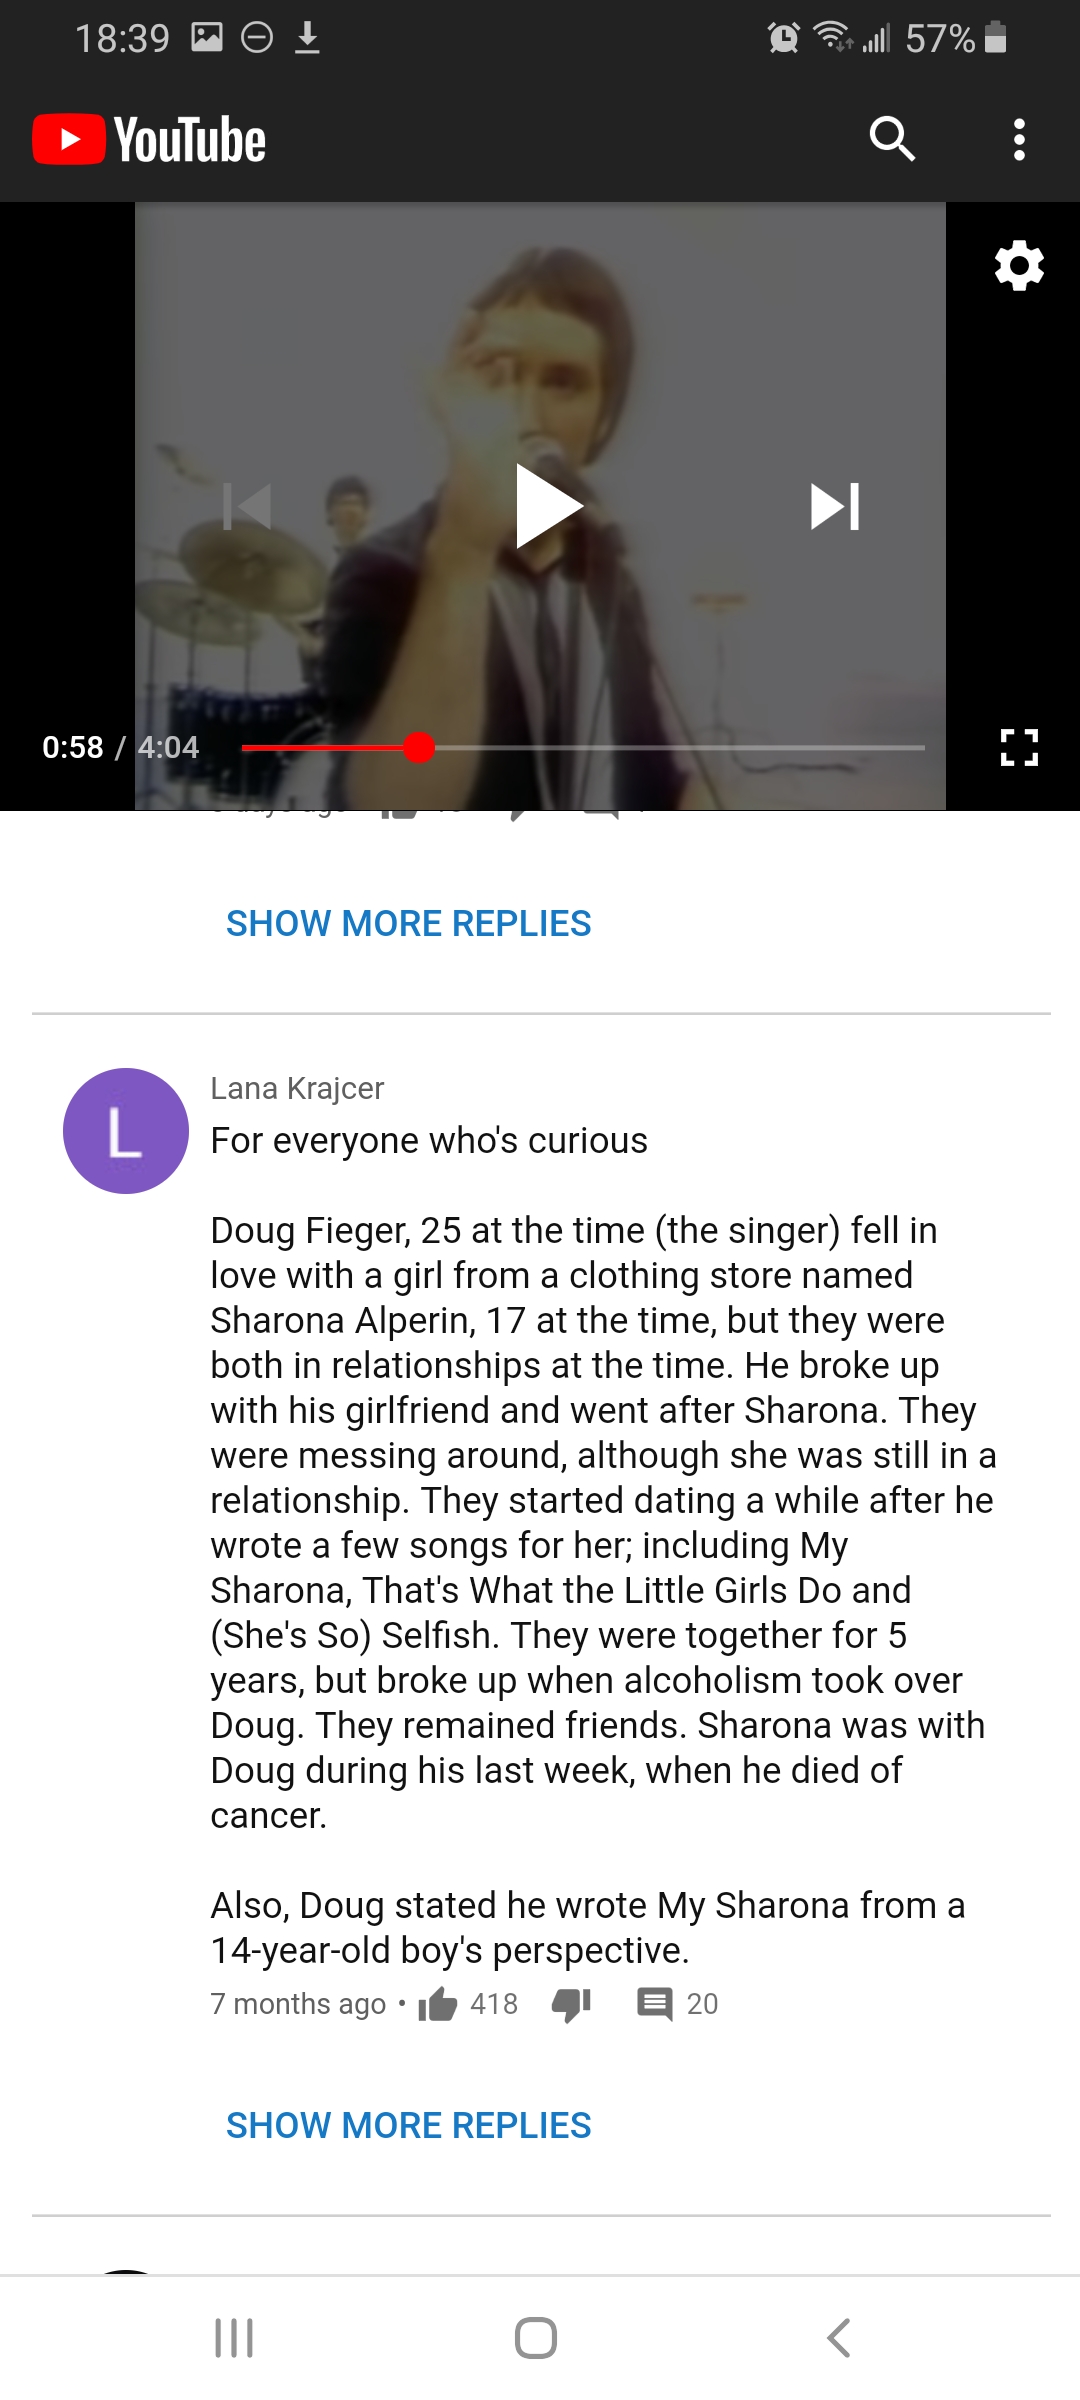 18:39 57%
YouTube
0:58 / 4:04
SHOW MORE REPLIES
L
Lana Krajcer
For everyone who's curious
Doug Fieger, 25 at the time (the singer) fell in
love with a girl from a clothing store named
Sharona Alperin, 17 at the time, but they were
both in relationships at the time. He broke up
with his girlfriend and went after Sharona. They
were messing around, although she was still in a
relationship. They started dating a while after he
wrote a few songs for her; including My
Sharona, That's What the Little Girls Do and
(She's So) Selfish. They were together for 5
years, but broke up when alcoholism took over
Doug. They remained friends. Sharona was with
Doug during his last week, when he died of
cancer.
Also, Doug stated he wrote My Sharona from a
14-year-old boy's perspective.
7 months ago • 418 20
SHOW MORE REPLIES